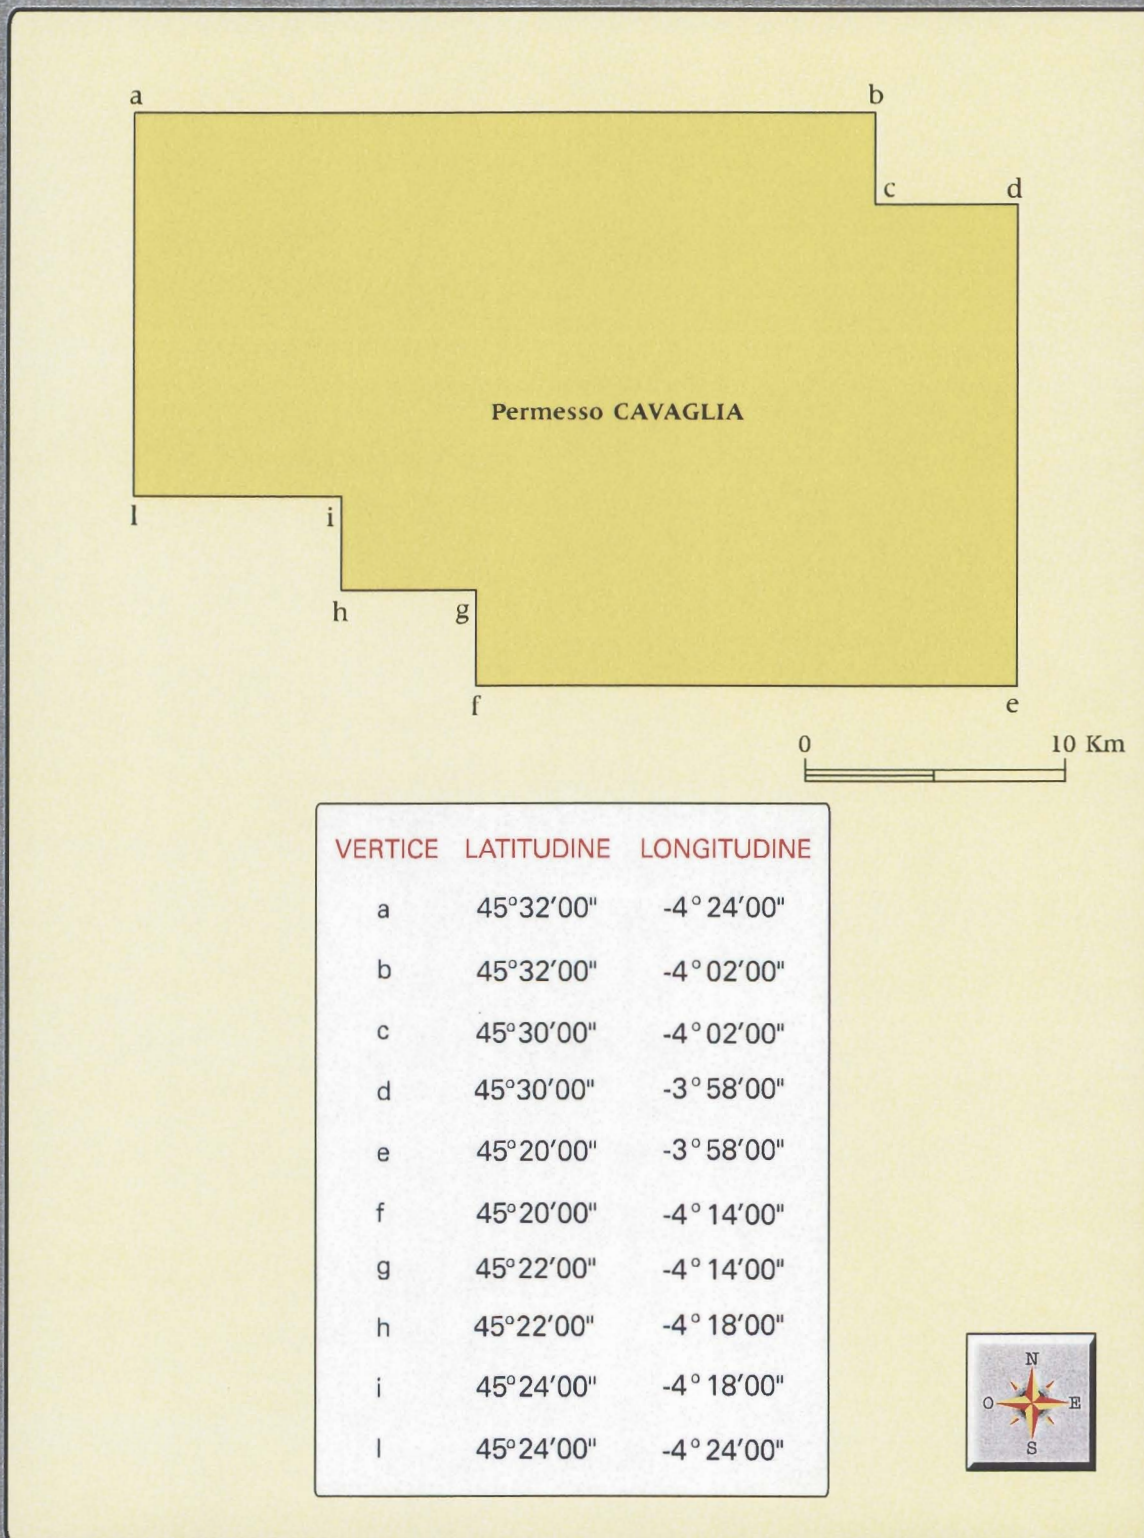 a
b
c
d
Permesso CAVAGLIA
l
i
h
g
f
e
0 10 Km
VERTICE LATITUDINE LONGITUDINE
a 45°32'00" -4°24'00"
b 45°32'00" -4°02'00"
c 45°30'00" -4°02'00"
d 45°30'00" -3°58'00"
e 45°20'00" -3°58'00"
f 45°20'00" -4°14'00"
g 45°22'00" -4°14'00"
h 45°22'00" -4°18'00"
i 45°24'00" -4°18'00"
l 45°24'00" -4°24'00"
N
O E
S